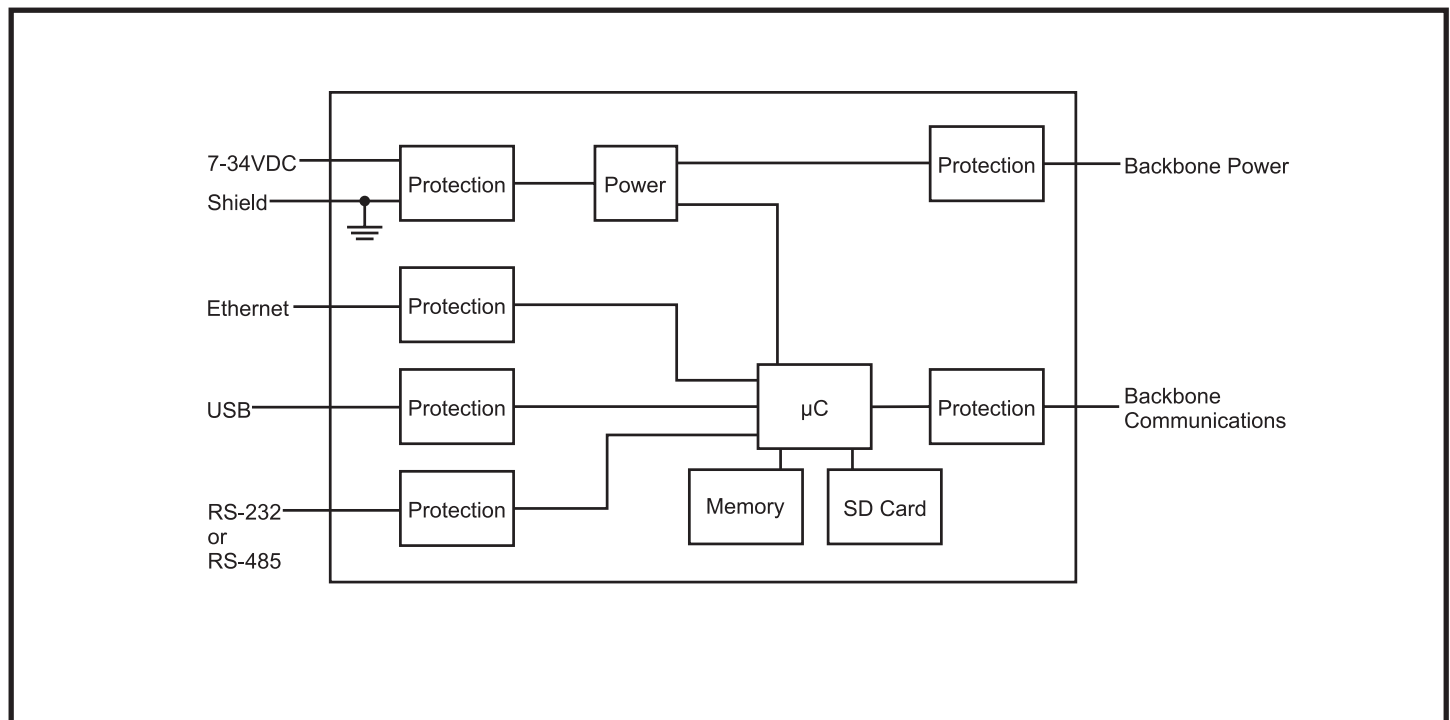 7-34VDC
Shield
Protection
Power
Protection
Backbone Power
Ethernet
Protection
USB
Protection
µC
Protection
Backbone
Communications
RS-232
or
RS-485
Protection
Memory
SD Card